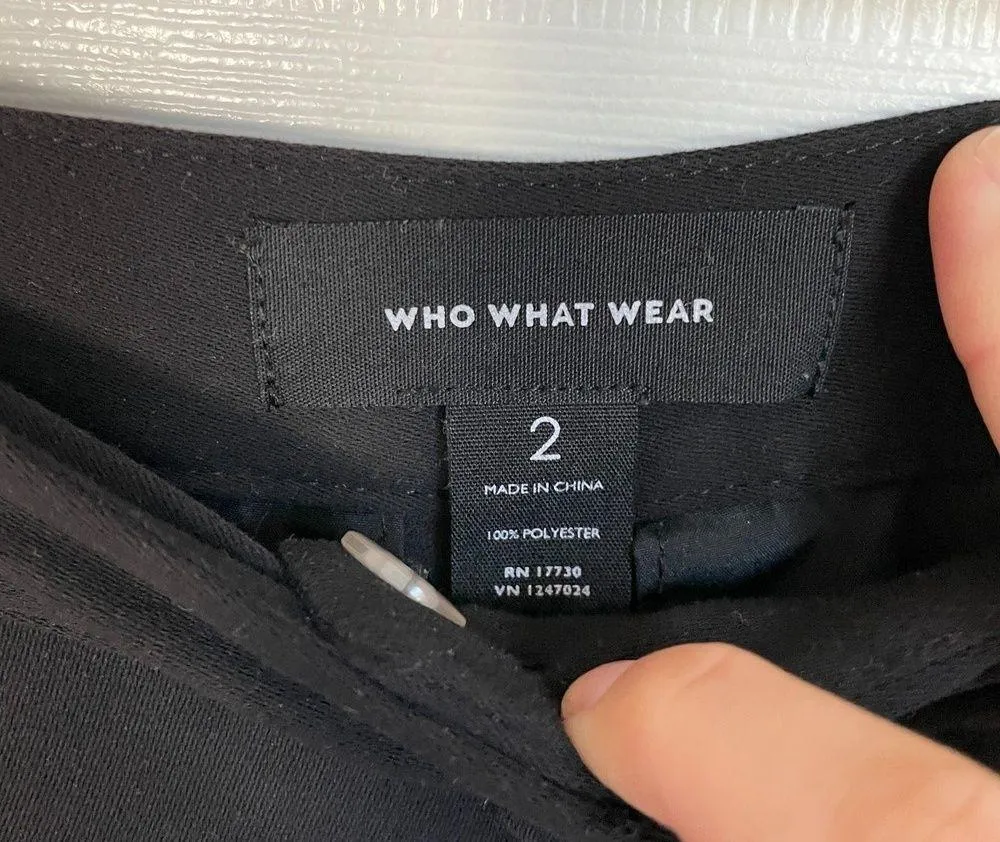 WHO WHAT WEAR
2
MADE IN CHINA
100% POLYESTER
RN 17730
VN 1247024